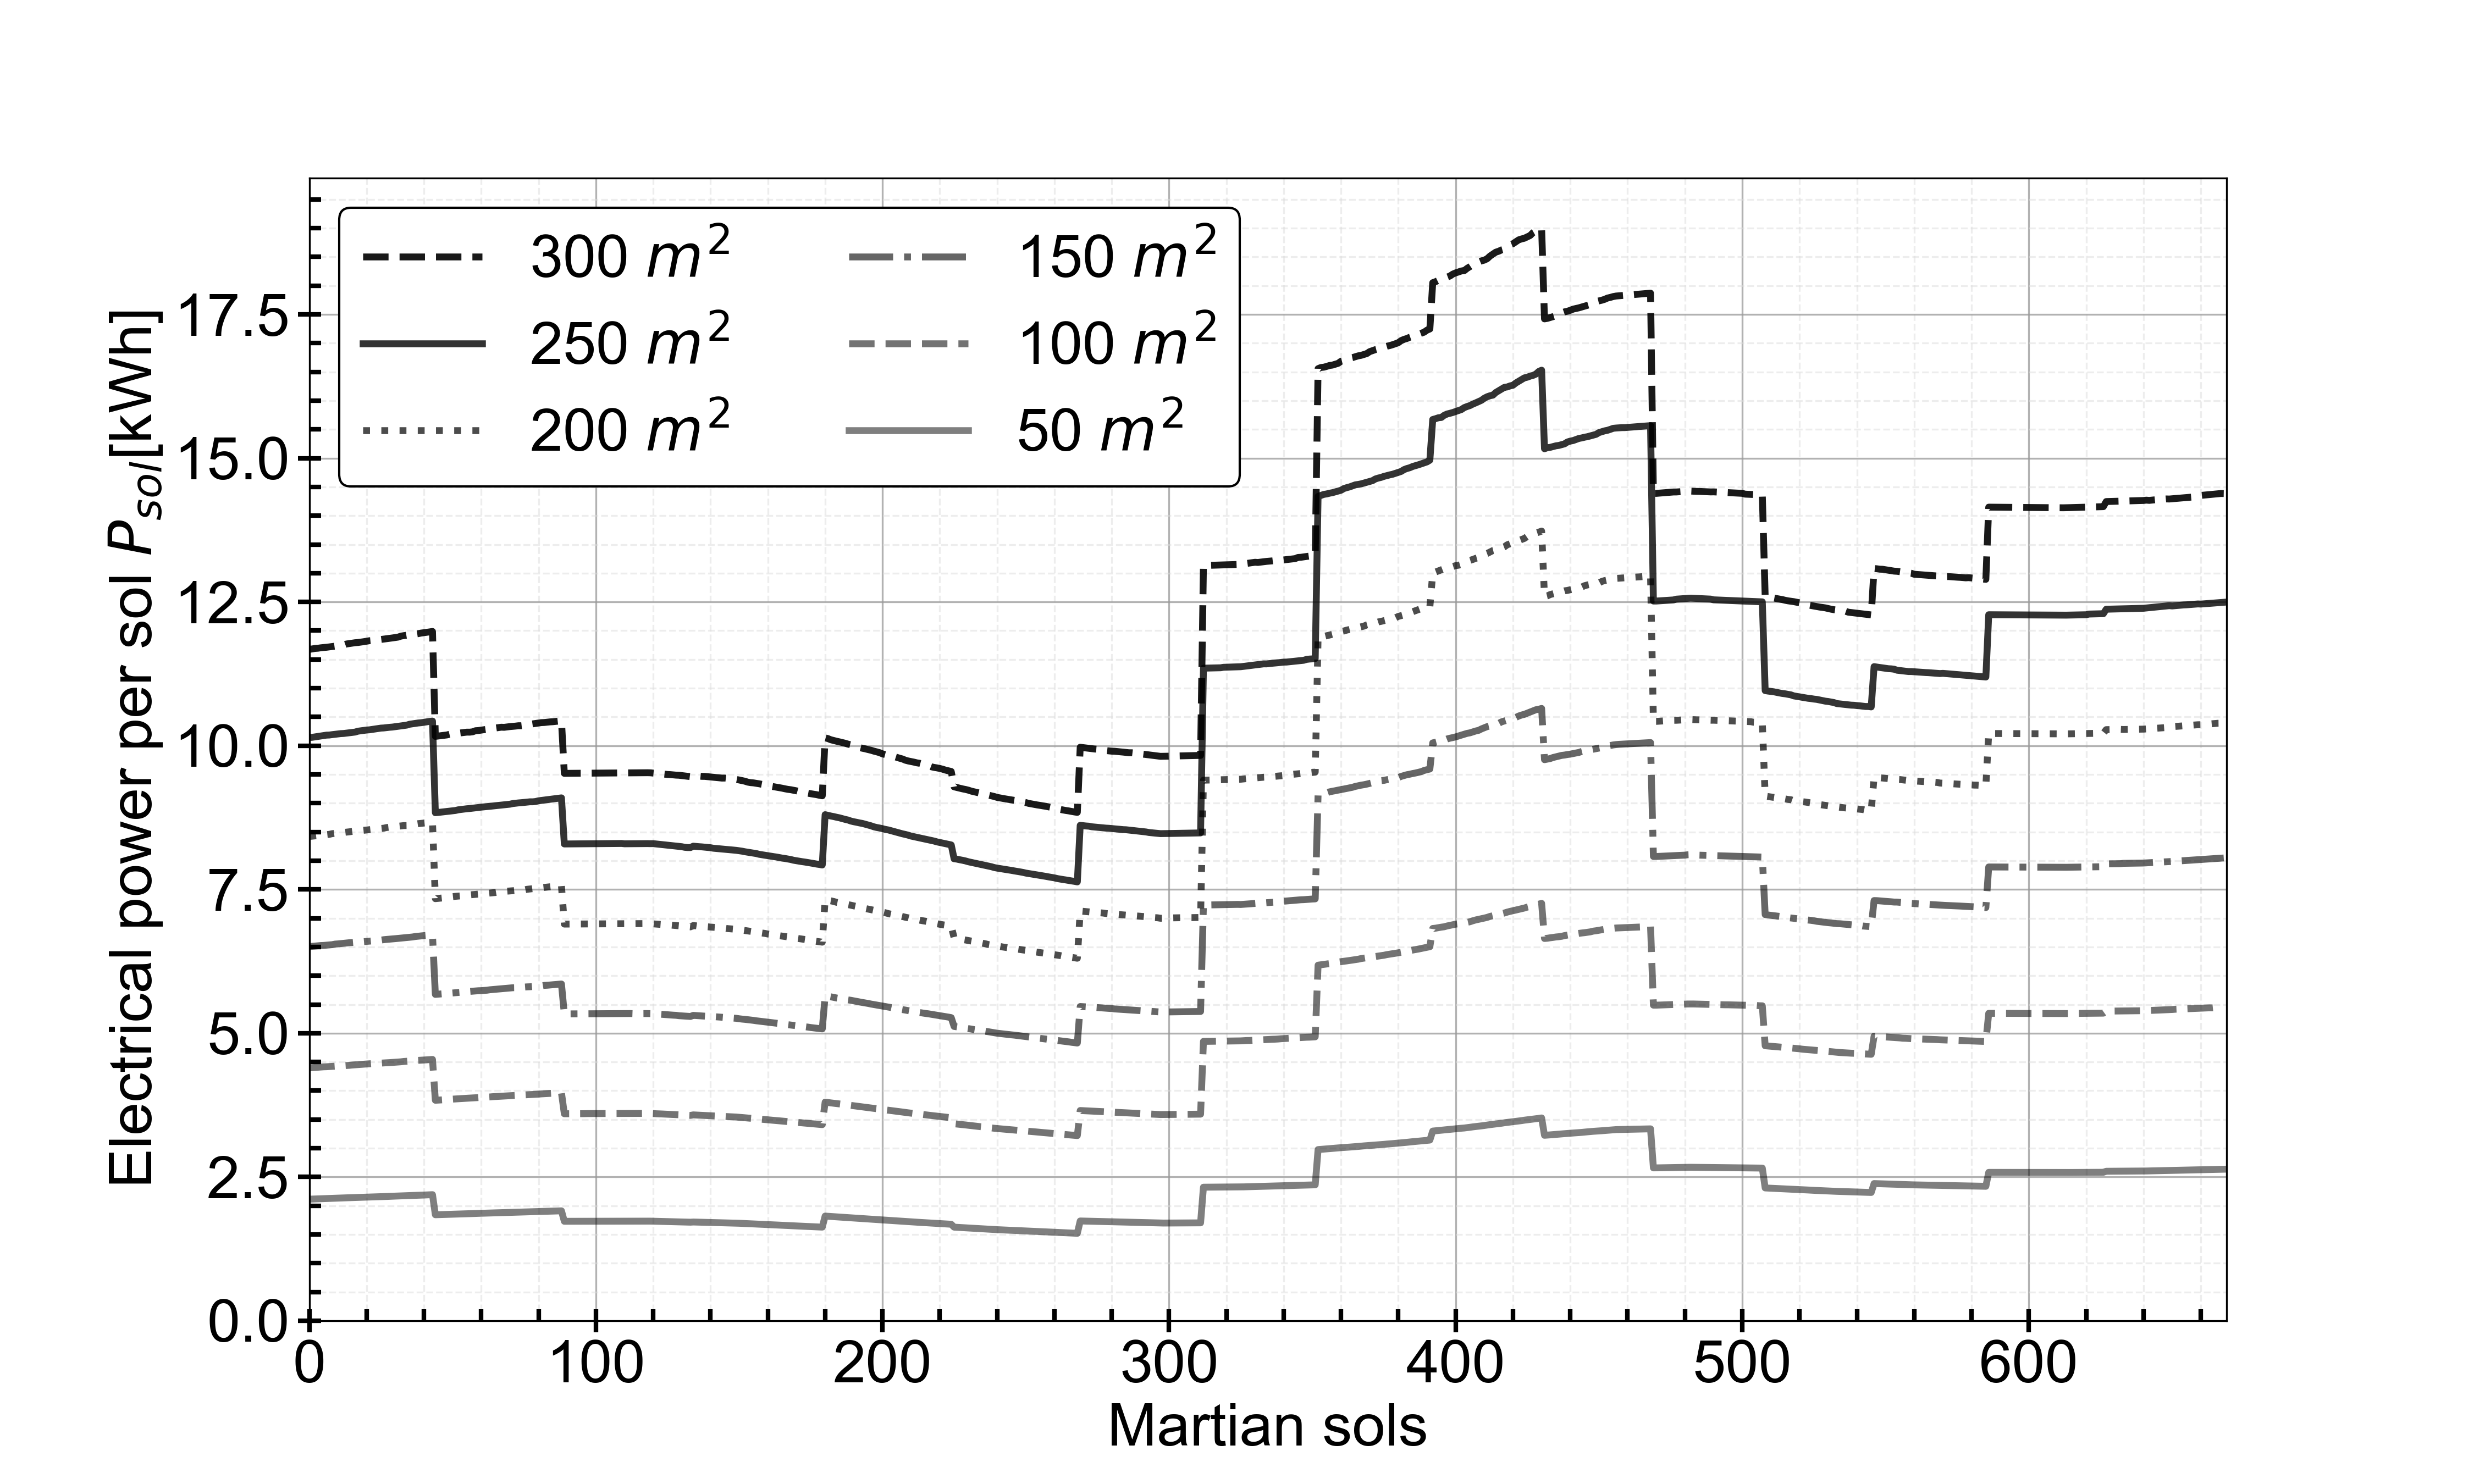 300 m²
250 m²
200 m²
150 m²
100 m²
50 m²
Electrical power per sol P_sol[kWh]
17.5
15.0
12.5
10.0
7.5
5.0
2.5
0.0
0 100 200 300 400 500 600
Martian sols